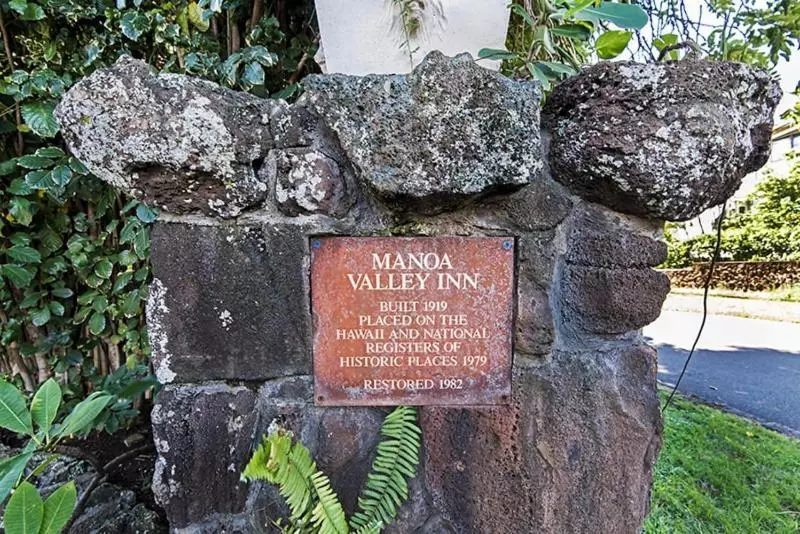 MANOA
VALLEY INN
BUILT 1919
PLACED ON THE
HAWAII AND NATIONAL
REGISTERS OF
HISTORIC PLACES 1979
RESTORED 1982